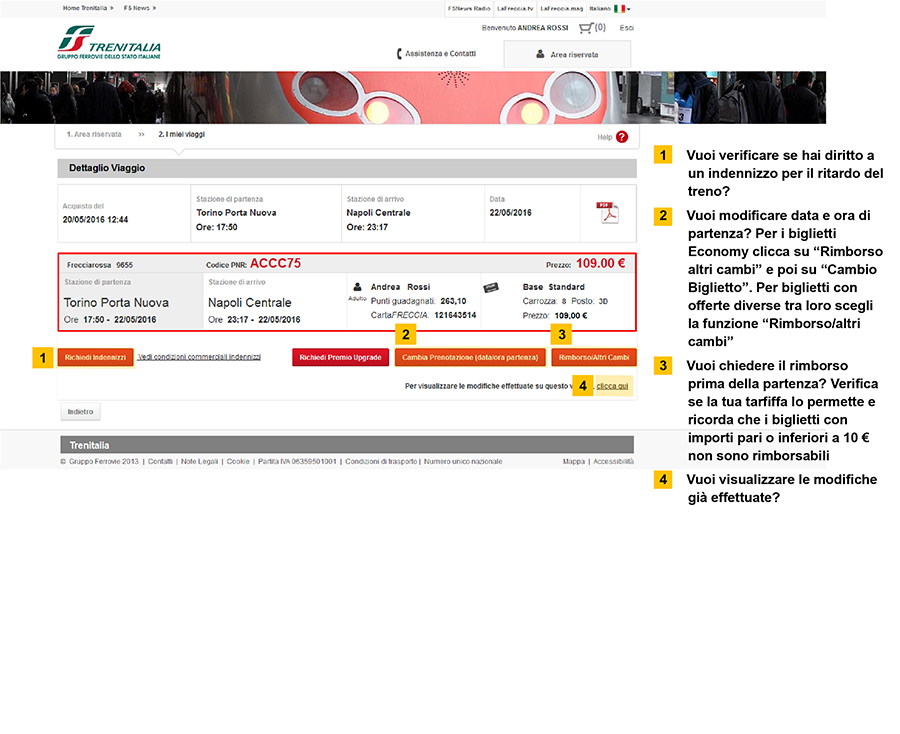 Home Trenitalia » FS News »
FSNews Radio | LaFreccia.tv | LaFreccia.mag Italiano
Benvenuto ANDREA ROSSI (0) Esci
TRENITALIA
GRUPPO FERROVIE DELLO STATO ITALIANE
Assistenza e Contatti
Area riservata
1. Area riservata »» 2. I miei viaggi
Help ?
Dettaglio Viaggio
Acquisto del
20/05/2016 12:44
Stazione di partenza
Torino Porta Nuova
Ore: 17:50
Stazione di arrivo
Napoli Centrale
Ore: 23:17
Data
22/05/2016
PDF
Frecciarossa 9655 Codice PNR: ACCC75 Prezzo: 109.00 €
Stazione di partenza
Torino Porta Nuova
Ore 17:50 - 22/05/2016
Stazione di arrivo
Napoli Centrale
Ore 23:17 - 22/05/2016
Adulto
Andrea Rossi
Punti guadagnati: 263,10
CartaFRECCIA: 121643514
Base Standard
Carrozza: 8 Posto: 3D
Prezzo: 109,00 €
2 3
1 Richiedi Indennizzi Vedi condizioni commerciali indennizzi Richiedi Premio Upgrade Cambia Prenotazione (data/ora partenza) Rimborso/Altri Cambi
Per visualizzare le modifiche effettuate su questo v 4 clicca qui
Indietro
Trenitalia
© Gruppo Ferrovie 2013 | Contatti | Note Legali | Cookie | Partita IVA 06359501001 | Condizioni di trasporto | Numero unico nazionale
Mappa | Accessibilità
1 Vuoi verificare se hai diritto a
un indennizzo per il ritardo del
treno?
2 Vuoi modificare data e ora di
partenza? Per i biglietti
Economy clicca su “Rimborso
altri cambi” e poi su “Cambio
Biglietto”. Per biglietti con
offerte diverse tra loro scegli
la funzione “Rimborso/altri
cambi”
3 Vuoi chiedere il rimborso
prima della partenza? Verifica
se la tua tarfiffa lo permette e
ricorda che i biglietti con
importi pari o inferiori a 10 €
non sono rimborsabili
4 Vuoi visualizzare le modifiche
già effettuate?